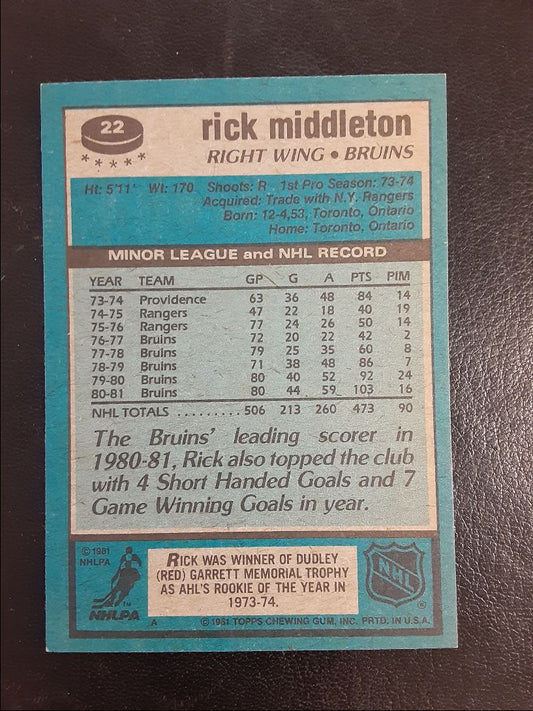 22
rick middleton
RIGHT WING • BRUINS
Ht: 5'11" Wt: 170 Shoots: R 1st Pro Season: 73-74
Acquired: Trade with N.Y. Rangers
Born: 12-4,53, Toronto, Ontario
Home: Toronto, Ontario
MINOR LEAGUE and NHL RECORD
YEAR TEAM GP G A PTS PIM
73-74 Providence 63 36 48 84 14
74-75 Rangers 47 22 18 40 19
75-76 Rangers 77 24 26 50 14
76-77 Bruins 72 20 22 42 2
77-78 Bruins 79 25 35 60 8
78-79 Bruins 71 38 48 86 7
79-80 Bruins 80 40 52 92 24
80-81 Bruins 80 44 59 103 16
NHL TOTALS ......... 506 213 260 473 90
The Bruins' leading scorer in
1980-81, Rick also topped the club
with 4 Short Handed Goals and 7
Game Winning Goals in year.
© 1981
NHLPA
NHLPA
TM
RICK WAS WINNER OF DUDLEY
(RED) GARRETT MEMORIAL TROPHY
AS AHL'S ROOKIE OF THE YEAR IN
1973-74.
NHL
®
A
© 1981 TOPPS CHEWING GUM, INC. PRTD. IN U.S.A.